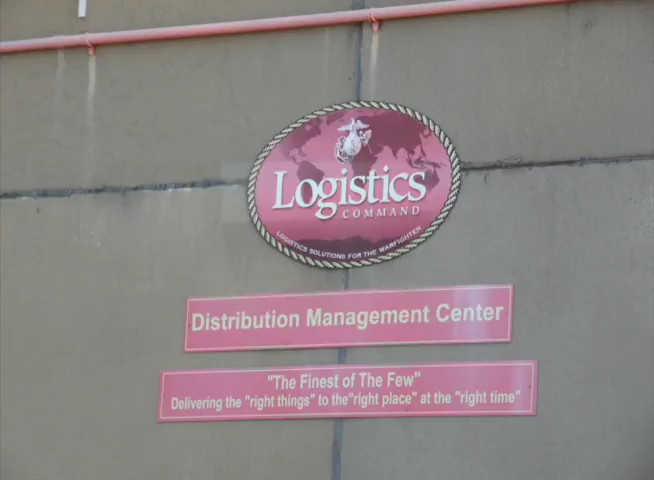 Logistics
COMMAND
LOGISTICS SOLUTIONS FOR THE WARFIGHTER
Distribution Management Center
"The Finest of The Few"
Delivering the "right things" to the"right place" at the "right time"